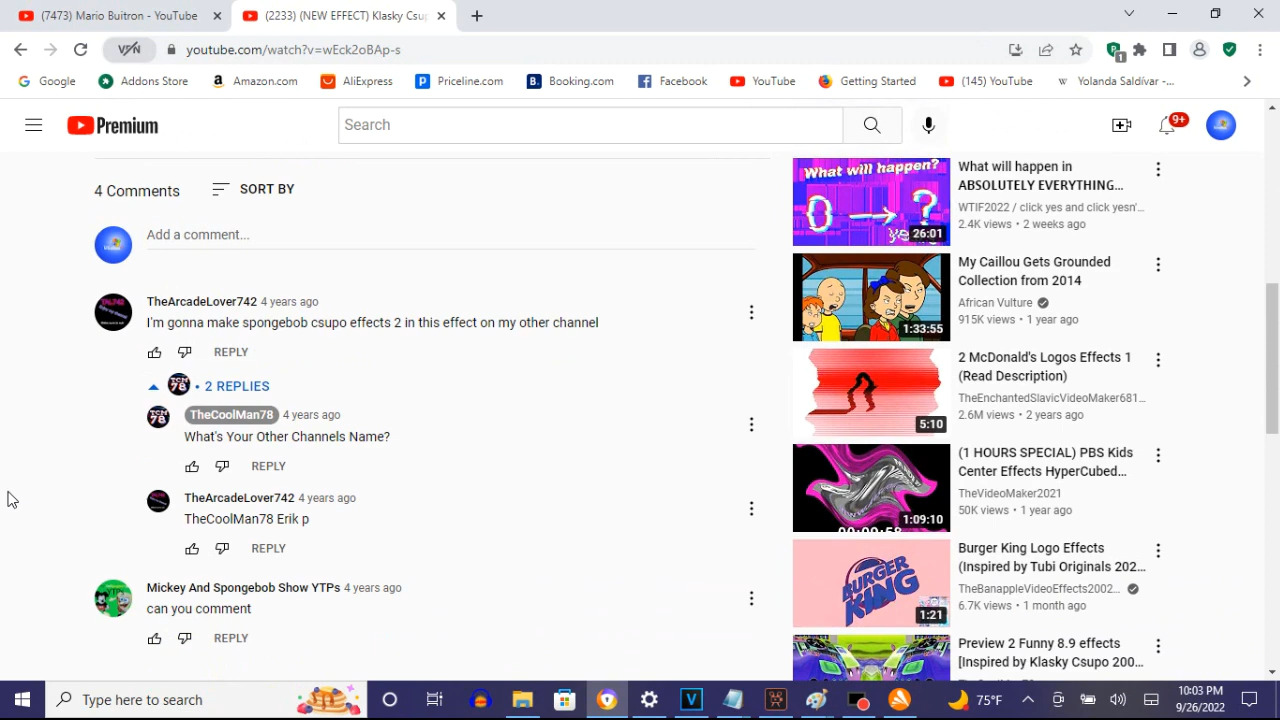 (7473) Mario Buitron - YouTube
(2233) (NEW EFFECT) Klasky Csup
VPN
youtube.com/watch?v=wEck2oBAp-s
1
Google
Addons Store
Amazon.com
AliExpress
Priceline.com
Booking.com
Facebook
YouTube
Getting Started
(145) YouTube
Yolanda Saldívar -...
Premium
Search
9+
4 Comments
SORT BY
Add a comment...
TheArcadeLover742 4 years ago
I'm gonna make spongebob csupo effects 2 in this effect on my other channel
REPLY
• 2 REPLIES
TheCoolMan78 4 years ago
What's Your Other Channels Name?
REPLY
TheArcadeLover742 4 years ago
TheCoolMan78 Erik p
REPLY
Mickey And Spongebob Show YTPs 4 years ago
can you comment
REPLY
What will happen?
0 → ?
26:01
What will happen in
ABSOLUTELY EVERYTHING...
WTIF2022 / click yes and click yesn'...
2.4K views • 2 weeks ago
1:33:55
My Caillou Gets Grounded
Collection from 2014
African Vulture
915K views • 1 year ago
5:10
2 McDonald's Logos Effects 1
(Read Description)
TheEnchantedSlavicVideoMaker681...
2.6M views • 2 years ago
1:09:10
(1 HOURS SPECIAL) PBS Kids
Center Effects HyperCubed...
TheVideoMaker2021
50K views • 1 year ago
BURGER
KING
1:21
Burger King Logo Effects
(Inspired by Tubi Originals 202...
TheBanappleVideoEffects2002...
6.7K views • 1 month ago
Preview 2 Funny 8.9 effects
[Inspired by Klasky Csupo 200...
Type here to search
75°F
10:03 PM
9/26/2022